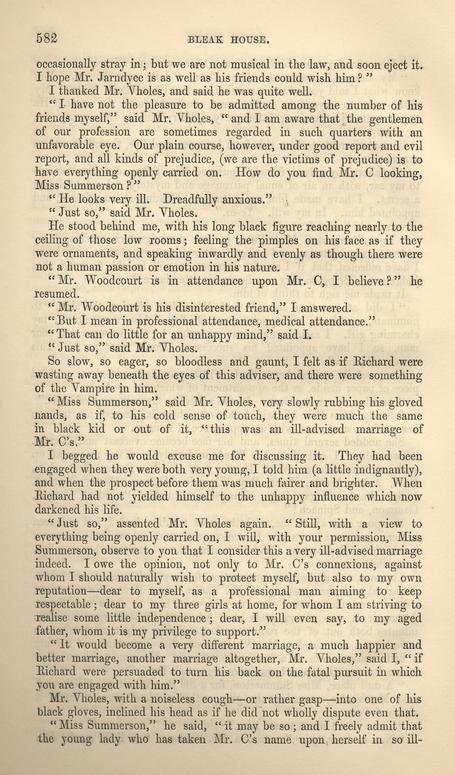 582 BLEAK HOUSE.
occasionally stray in; but we are not musical in the law, and soon eject it.
I hope Mr. Jarndyce is as well as his friends could wish him?"
I thanked Mr. Vholes, and said he was quite well.
"I have not the pleasure to be admitted among the number of his
friends myself," said Mr. Vholes, "and I am aware that the gentlemen
of our profession are sometimes regarded in such quarters with an
unfavorable eye. Our plain course, however, under good report and evil
report, and all kinds of prejudice, (we are the victims of prejudice) is to
have everything openly carried on. How do you find Mr. C looking,
Miss Summerson?"
"He looks very ill. Dreadfully anxious."
"Just so," said Mr. Vholes.
He stood behind me, with his long black figure reaching nearly to the
ceiling of those low rooms; feeling the pimples on his face as if they
were ornaments, and speaking inwardly and evenly as though there were
not a human passion or emotion in his nature.
"Mr. Woodcourt is in attendance upon Mr. C, I believe?" he
resumed.
"Mr. Woodcourt is his disinterested friend," I answered.
"But I mean in professional attendance, medical attendance."
"That can do little for an unhappy mind," said I.
"Just so," said Mr. Vholes.
So slow, so eager, so bloodless and gaunt, I felt as if Richard were
wasting away beneath the eyes of this adviser, and there were something
of the Vampire in him.
"Miss Summerson," said Mr. Vholes, very slowly rubbing his gloved
hands, as if, to his cold sense of touch, they were much the same
in black kid or out of it, "this was an ill-advised marriage of
Mr. C's."
I begged he would excuse me for discussing it. They had been
engaged when they were both very young, I told him (a little indignantly),
and when the prospect before them was much fairer and brighter. When
Richard had not yielded himself to the unhappy influence which now
darkened his life.
"Just so," assented Mr. Vholes again. "Still, with a view to
everything being openly carried on, I will, with your permission, Miss
Summerson, observe to you that I consider this a very ill-advised marriage
indeed. I owe the opinion, not only to Mr. C's connexions, against
whom I should naturally wish to protect myself, but also to my own
reputation—dear to myself, as a professional man aiming to keep
respectable; dear to my three girls at home, for whom I am striving to
realise some little independence; dear, I will even say, to my aged
father, whom it is my privilege to support."
"It would become a very different marriage, a much happier and
better marriage, another marriage altogether, Mr. Vholes," said I, "if
Richard were persuaded to turn his back on the fatal pursuit in which
you are engaged with him."
Mr. Vholes, with a noiseless cough—or rather gasp—into one of his
black gloves, inclined his head as if he did not wholly dispute even that.
"Miss Summerson," he said, "it may be so; and I freely admit that
the young lady who has taken Mr. C's name upon herself in so ill-